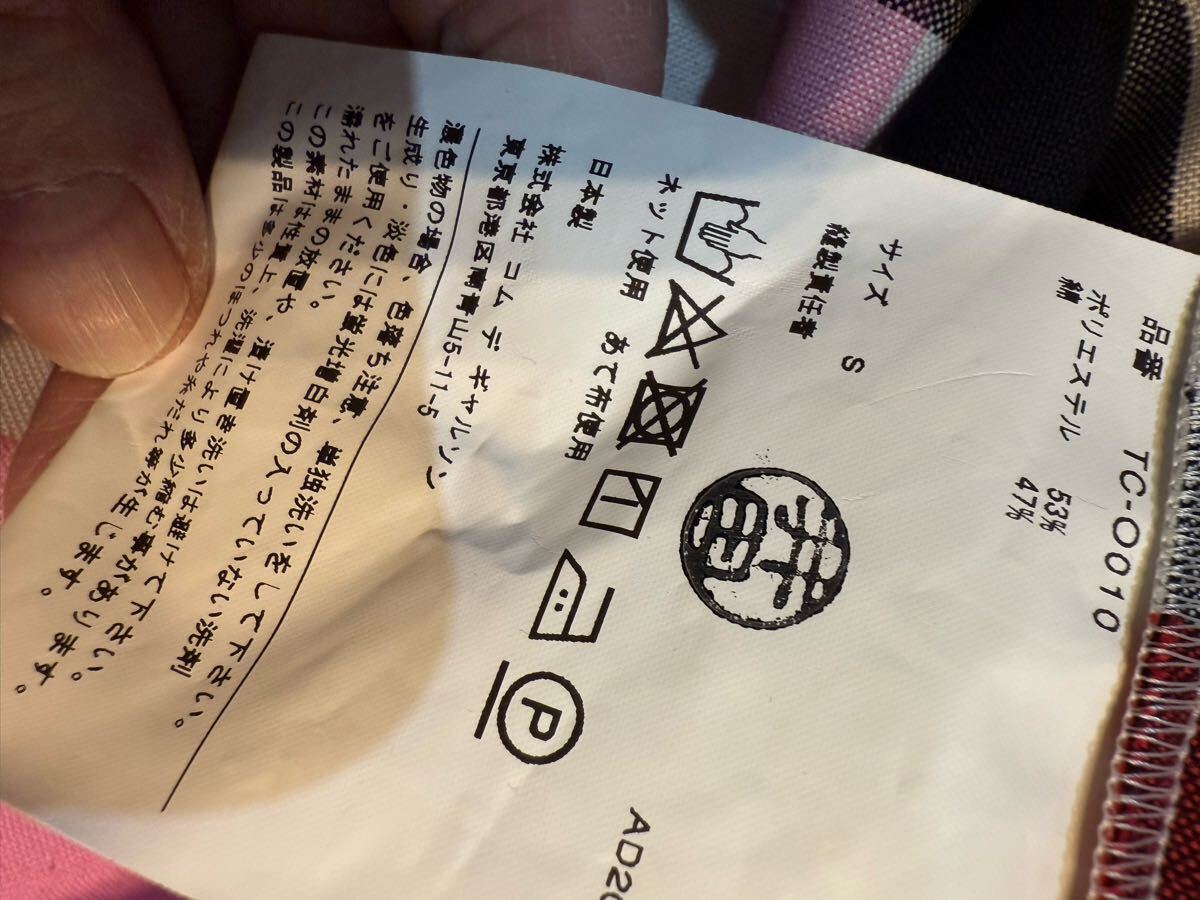 品番 TC-O010
ポリエステル 53%
綿 47%
サイズ S
縫製責任者
ネット使用 あて布使用
日本製
株式会社 コム デ ギャルソン
東京都港区南青山5-11-5
濃色物の場合、色落ち注意、単独洗いをして下さい。
生成り・淡色には蛍光増白剤の入っていない洗剤
をご使用ください。
濡れたままの放置や、漬け置き洗いは避けて下さい。
この素材は性質上、洗濯により多少縮む事があります。
この製品は多少のほつれや糸だれ等が生じます。
P
AD20